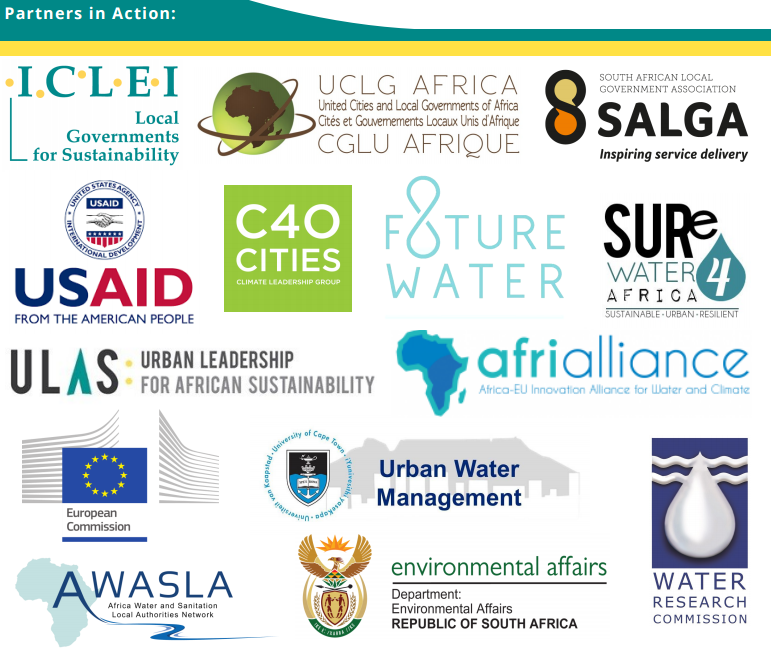 Partners in Action:
I.C.L.E.I
Local
Governments
for Sustainability
UCLG AFRICA
United Cities and Local Governments of Africa
Cités et Gouvernements Locaux Unis d'Afrique
CGLU AFRIQUE
SOUTH AFRICAN LOCAL
GOVERNMENT ASSOCIATION
SALGA
Inspiring service delivery
UNITED STATES AGENCY
USAID
INTERNATIONAL DEVELOPMENT
USAID
FROM THE AMERICAN PEOPLE
C40
CITIES
CLIMATE LEADERSHIP GROUP
FUTURE
WATER
SURe
WATER 4
AFRICA
SUSTAINABLE • URBAN • RESILIENT
ULAS: URBAN LEADERSHIP
FOR AFRICAN SUSTAINABILITY
afrialliance
Africa-EU Innovation Alliance for Water and Climate
European
Commission
University of Cape Town • iYunivesithi yaseKapa • Universiteit van Kaapstad
Urban Water
Management
WATER
RESEARCH
COMMISSION
AWASLA
Africa Water and Sanitation
Local Authorities Network
environmental affairs
Department:
Environmental Affairs
REPUBLIC OF SOUTH AFRICA